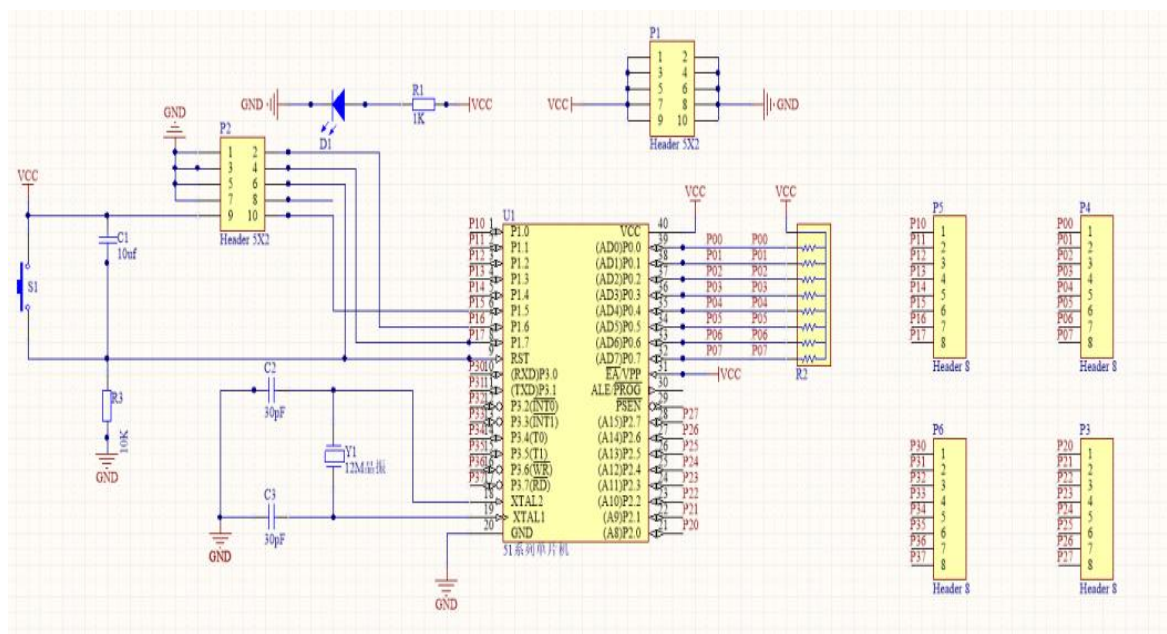 P1
1 2
3 4
5 6
7 8
9 10
Header 5X2
VCC
GND
GND
D1
R1
1K
VCC
GND
P2
1 2
3 4
5 6
7 8
9 10
Header 5X2
VCC
C1
10uf
S1
R3
10K
GND
C2
30pF
Y1
12M晶振
C3
30pF
GND
GND
U1
P10 1 P1.0
P11 P1.1
P12 P1.2
P13 P1.3
P14 P1.4
P15 P1.5
P16 P1.6
P17 P1.7
9 RST
P30 10 (RXD)P3.0
P31 (TXD)P3.1
P32 P3.2(INT0)
P33 P3.3(INT1)
P34 P3.4(T0)
P35 P3.5(T1)
P36 P3.6(WR)
P37 P3.7(RD)
18 XTAL2
19 XTAL1
20 GND
51系列单片机
VCC 40
(AD0)P0.0 39
(AD1)P0.1 38
(AD2)P0.2 37
(AD3)P0.3 36
(AD4)P0.4 35
(AD5)P0.5 34
(AD6)P0.6 33
(AD7)P0.7 32
EA/VPP 31
ALE/PROG 30
PSEN 29
(A15)P2.7 28 P27
(A14)P2.6 27 P26
(A13)P2.5 26 P25
(A12)P2.4 25 P24
(A11)P2.3 24 P23
(A10)P2.2 23 P22
(A9)P2.1 22 P21
(A8)P2.0 21 P20
VCC
VCC
VCC
P00 P00
P01 P01
P02 P02
P03 P03
P04 P04
P05 P05
P06 P06
P07 P07
R2
P5
P10 1
P11 2
P12 3
P13 4
P14 5
P15 6
P16 7
P17 8
Header 8
P4
P00 1
P01 2
P02 3
P03 4
P04 5
P05 6
P06 7
P07 8
Header 8
P6
P30 1
P31 2
P32 3
P33 4
P34 5
P35 6
P36 7
P37 8
Header 8
P3
P20 1
P21 2
P22 3
P23 4
P24 5
P25 6
P26 7
P27 8
Header 8